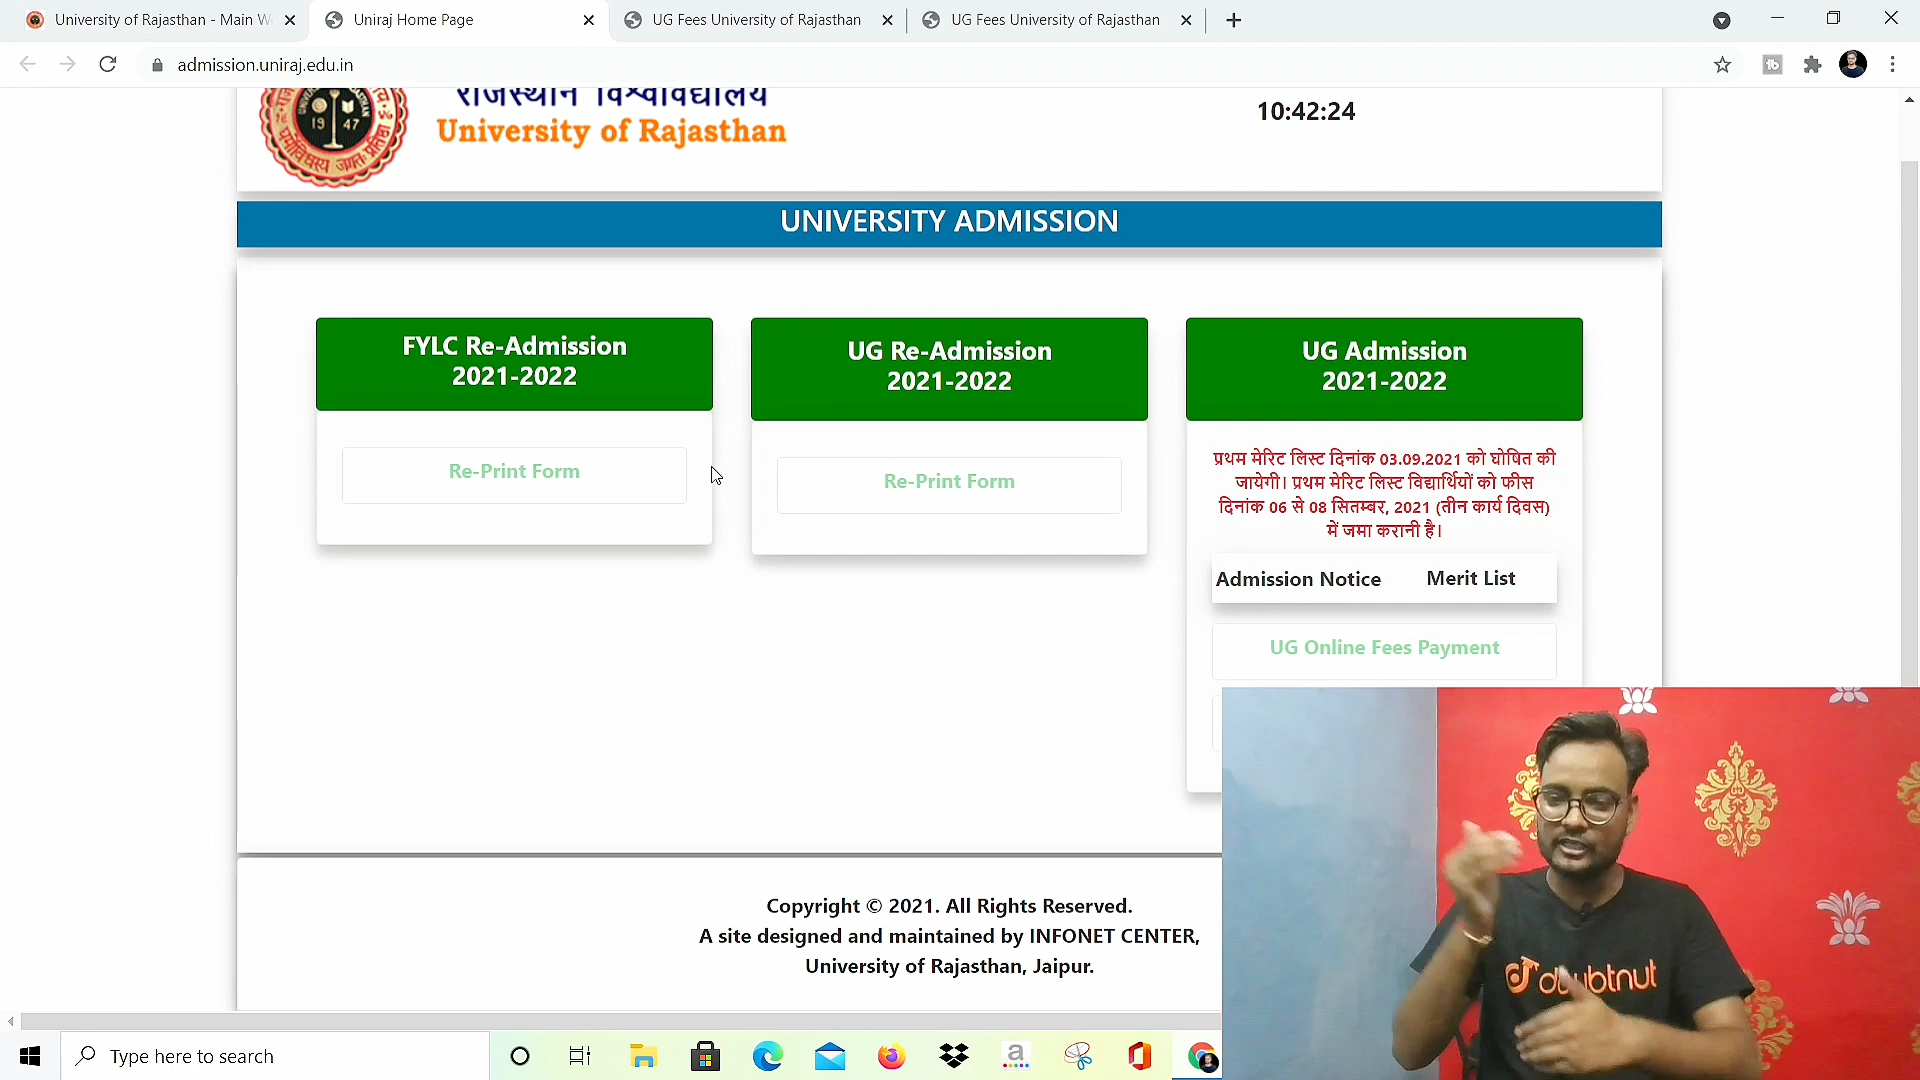 University of Rajasthan - Main W
Uniraj Home Page
UG Fees University of Rajasthan
UG Fees University of Rajasthan
admission.uniraj.edu.in
राजस्थान विश्वविद्यालय
University of Rajasthan
19 47
10:42:24
UNIVERSITY ADMISSION
FYLC Re-Admission
2021-2022
Re-Print Form
UG Re-Admission
2021-2022
Re-Print Form
UG Admission
2021-2022
प्रथम मेरिट लिस्ट दिनांक 03.09.2021 को घोषित की
जायेगी। प्रथम मेरिट लिस्ट विद्यार्थियों को फीस
दिनांक 06 से 08 सितम्बर, 2021 (तीन कार्य दिवस)
में जमा करानी है।
Admission Notice
Merit List
UG Online Fees Payment
Copyright © 2021. All Rights Reserved.
A site designed and maintained by INFONET CENTER,
University of Rajasthan, Jaipur.
doubtnut
Type here to search